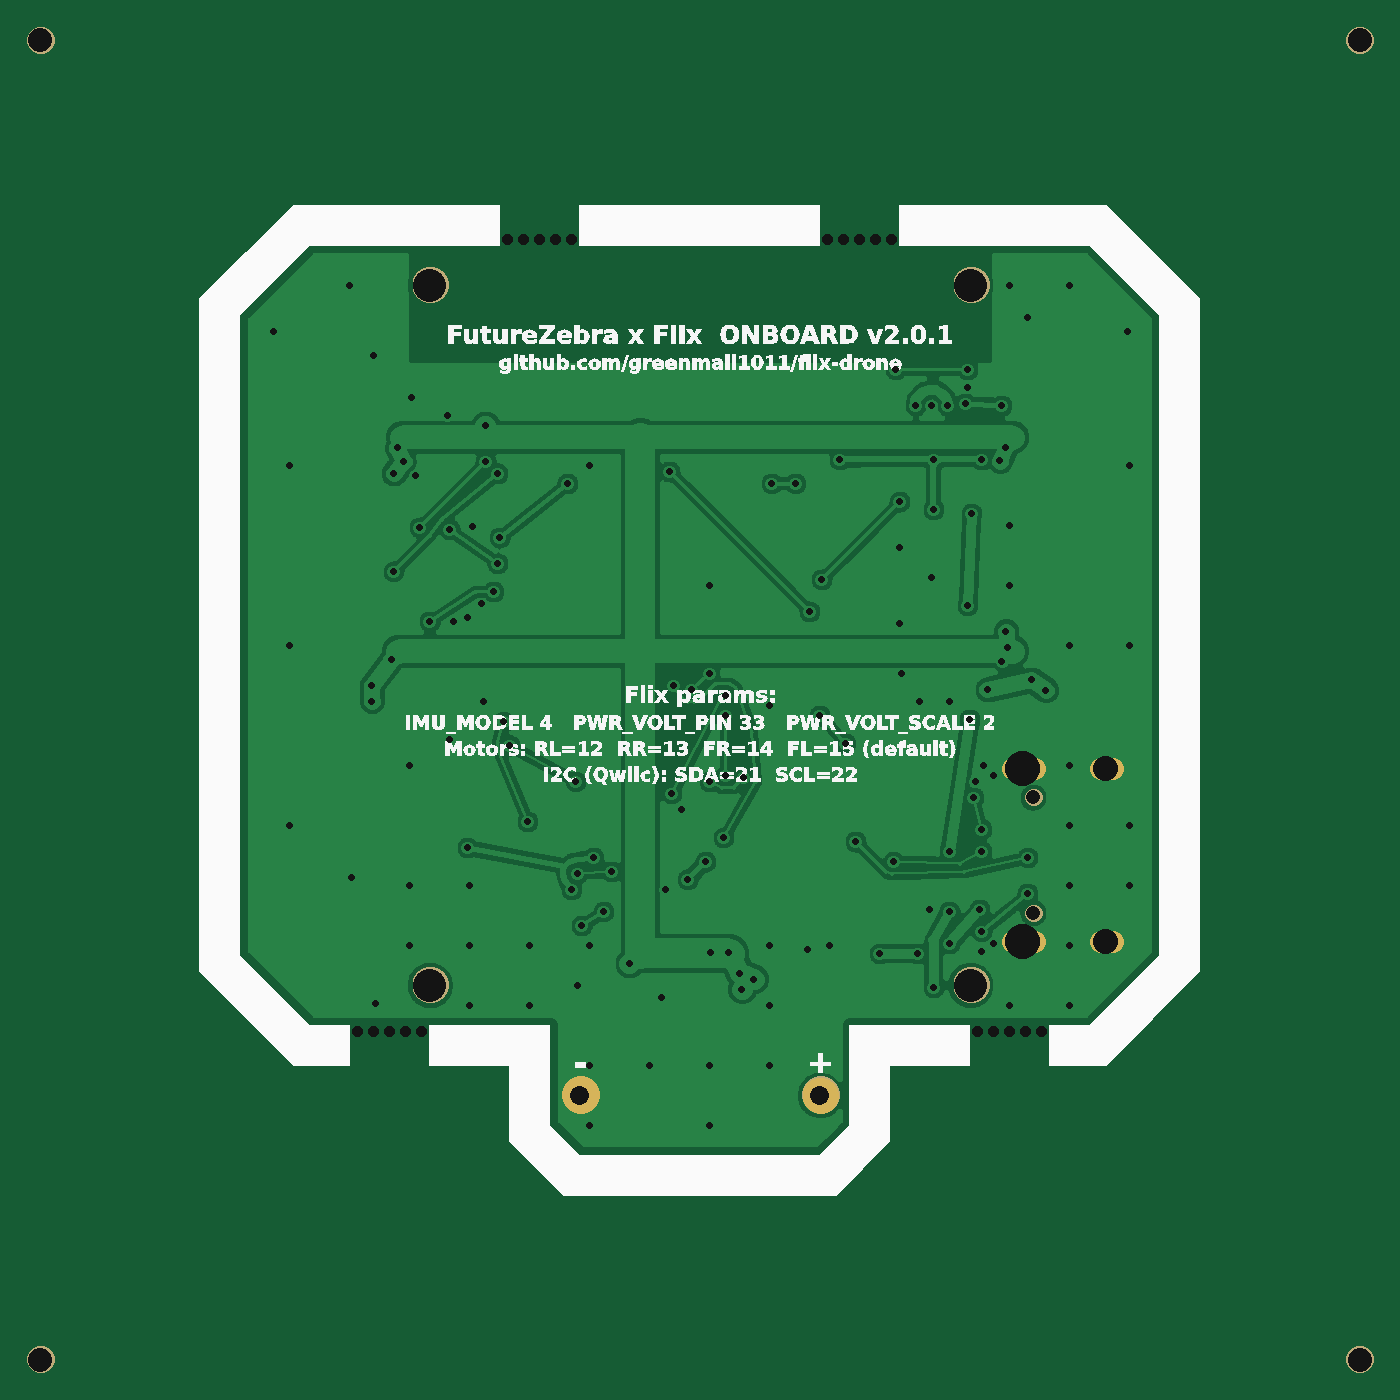 FutureZebra x Flix  ONBOARD v2.0.1
github.com/greenmail1011/flix-drone
Flix params:
IMU_MODEL 4   PWR_VOLT_PIN 33   PWR_VOLT_SCALE 2
Motors: RL=12  RR=13  FR=14  FL=15 (default)
I2C (Qwiic): SDA=21  SCL=22
- +